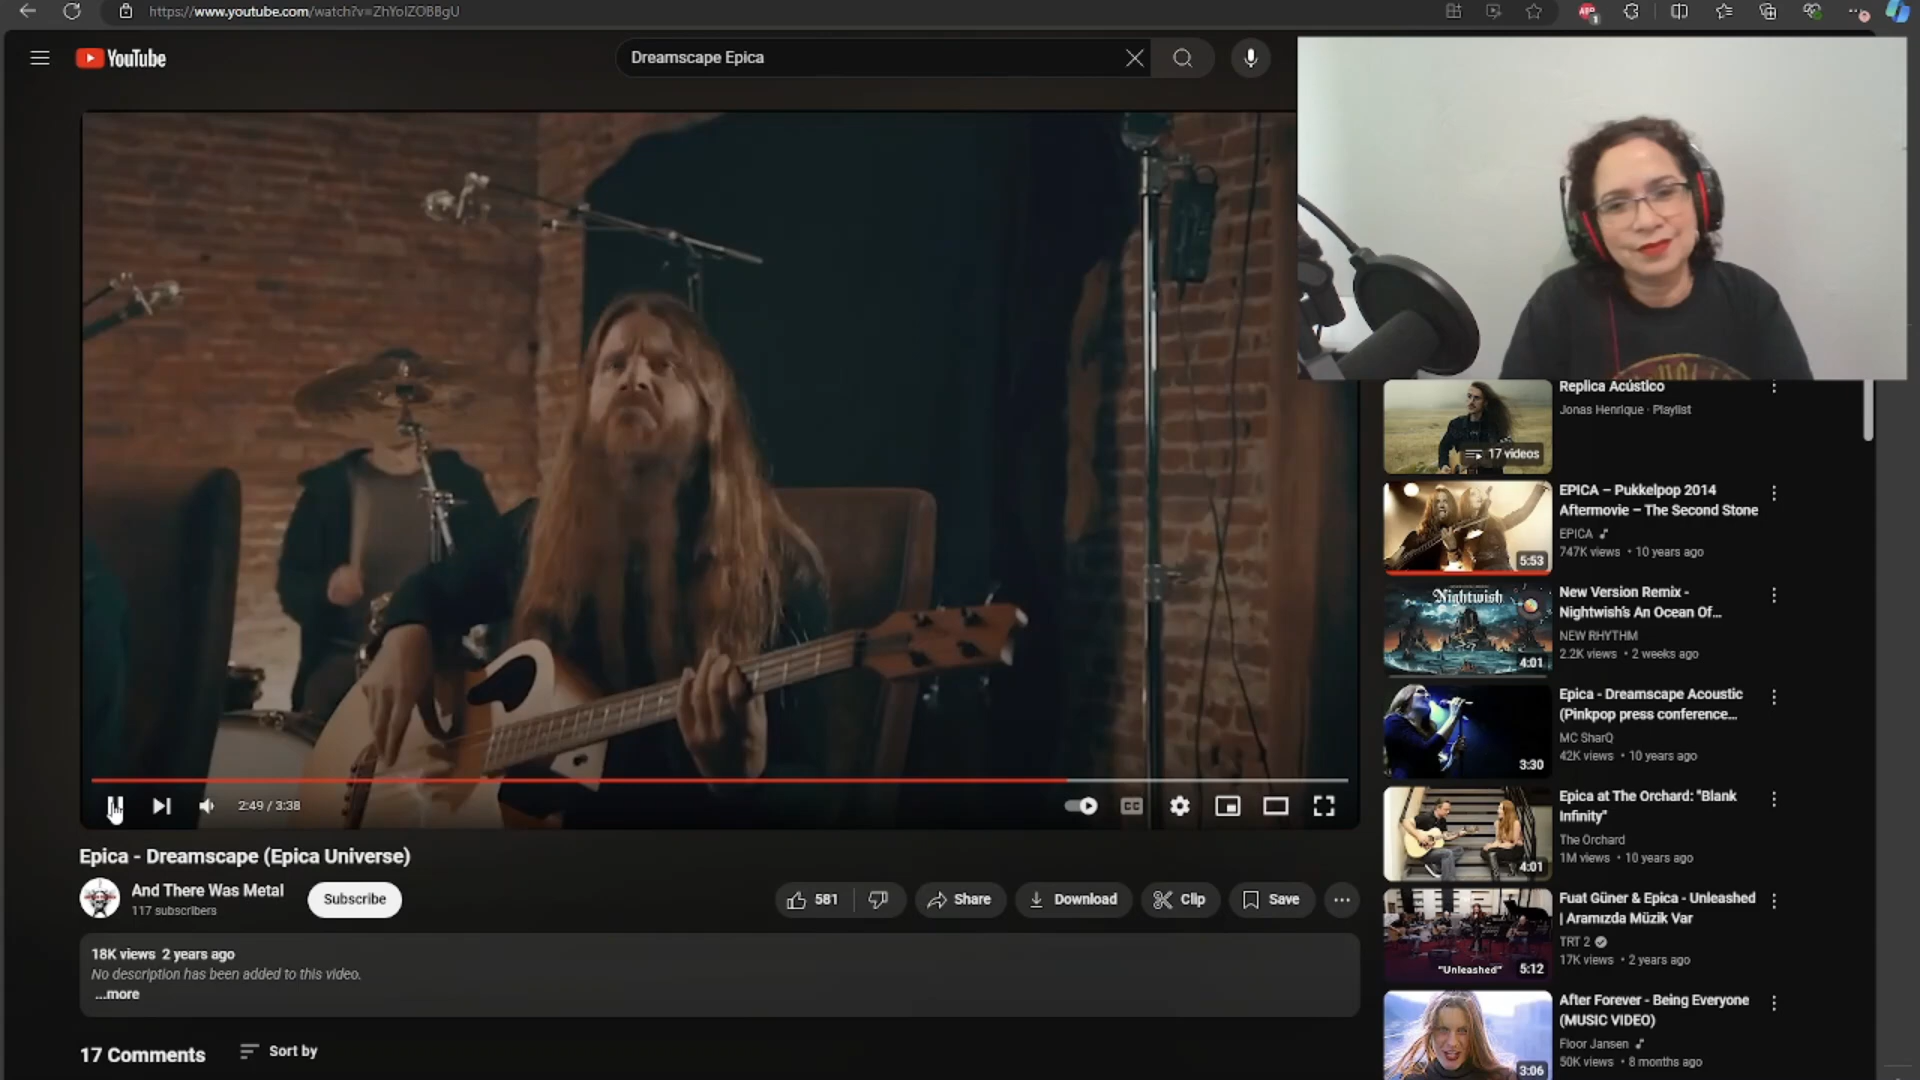 https://www.youtube.com/watch?v=ZhYoIZOBBgU
ABP
1
YouTube
Dreamscape Epica
2:49 / 3:38
CC
Epica - Dreamscape (Epica Universe)
And There Was Metal
117 subscribers
Subscribe
581
Share
Download
Clip
Save
18K views 2 years ago
No description has been added to this video.
...more
17 Comments
Sort by
Replica Acústico
Jonas Henrique · Playlist
17 videos
EPICA – Pukkelpop 2014
Aftermovie – The Second Stone
EPICA
747K views • 10 years ago
5:53
Nightwish
New Version Remix -
Nightwish's An Ocean Of...
NEW RHYTHM
2.2K views • 2 weeks ago
4:01
Epica - Dreamscape Acoustic
(Pinkpop press conference...
MC SharQ
42K views • 10 years ago
3:30
Epica at The Orchard: "Blank
Infinity"
The Orchard
1M views • 10 years ago
4:01
Fuat Güner & Epica - Unleashed
| Aramızda Müzik Var
TRT 2
17K views • 2 years ago
"Unleashed"
5:12
After Forever - Being Everyone
(MUSIC VIDEO)
Floor Jansen
50K views • 8 months ago
3:06